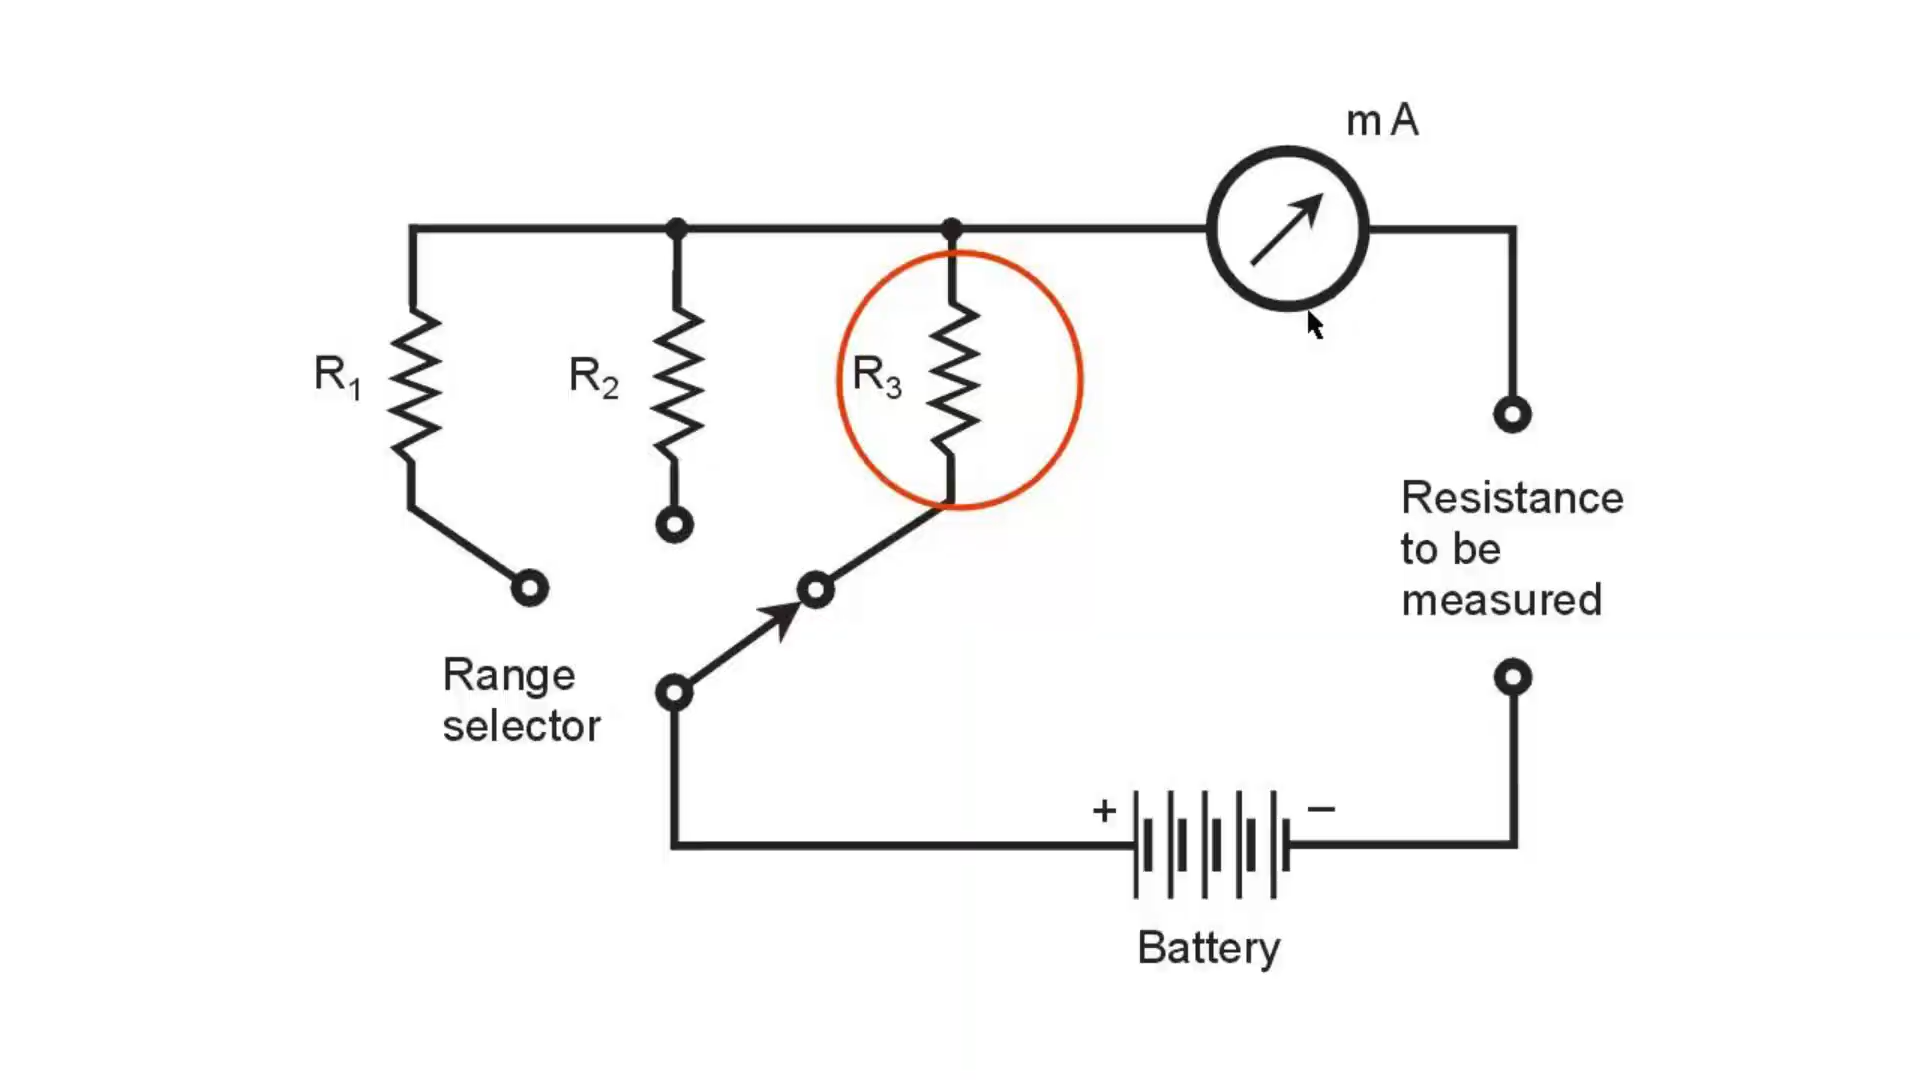 m A
R1
R2
R3
Resistance
to be
measured
Range
selector
+
−
Battery